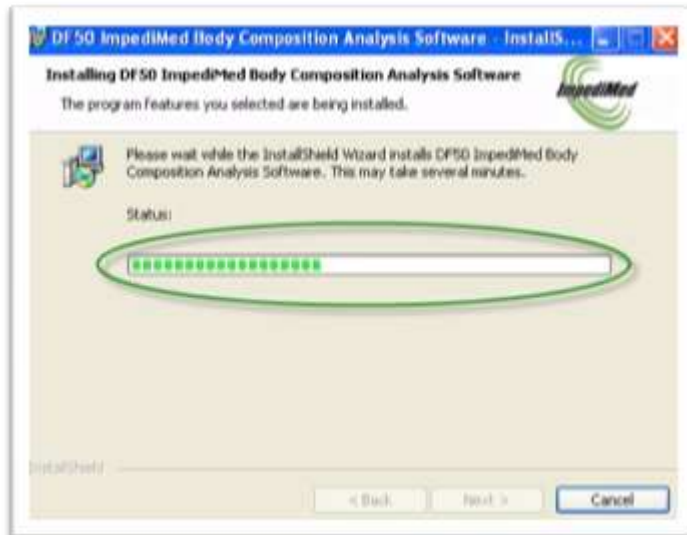 DF50 ImpediMed Body Composition Analysis Software - InstallS...
Installing DF50 ImpediMed Body Composition Analysis Software
The program features you selected are being installed.
ImpediMed
Please wait while the InstallShield Wizard installs DF50 ImpediMed Body
Composition Analysis Software. This may take several minutes.
Status:
InstallShield
< Back
Next >
Cancel